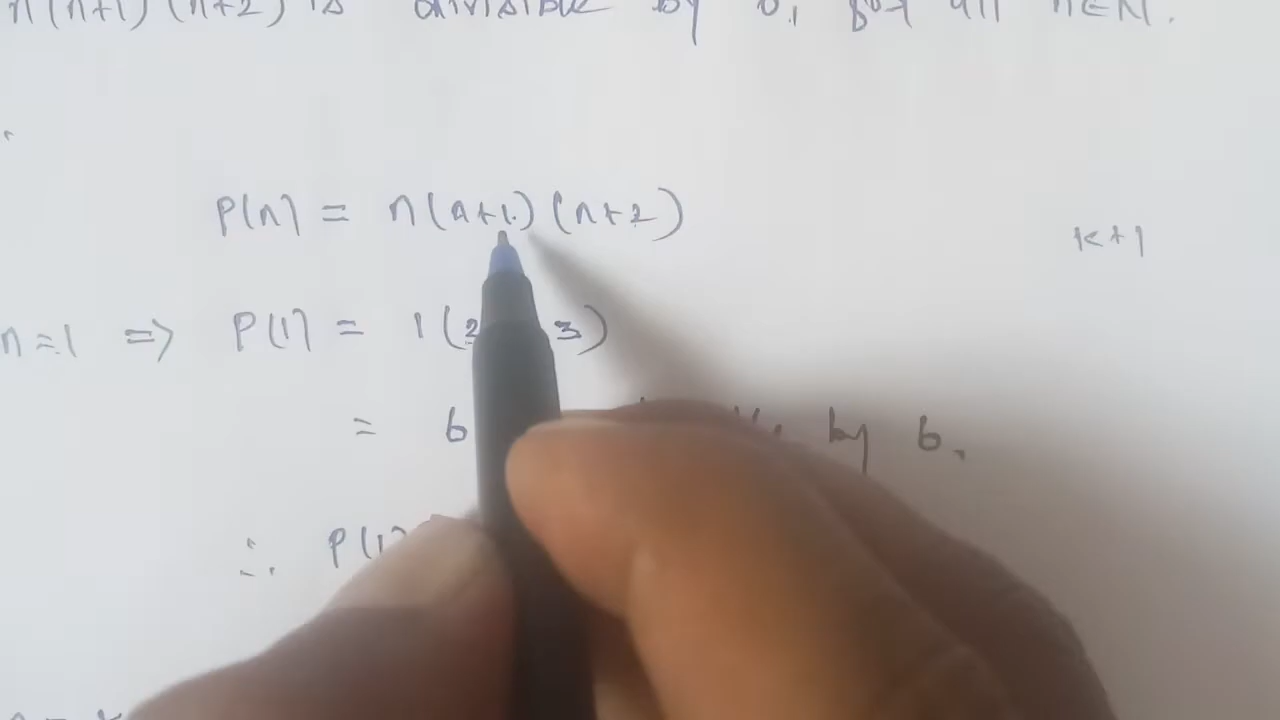 n(n+1)(n+2) is divisible by 6, for all n∈N.
P(n) = n(n+1)(n+2)
k+1
n=1 ⇒ P(1) = 1(2 3)
= 6 by 6.
∴ P(1)